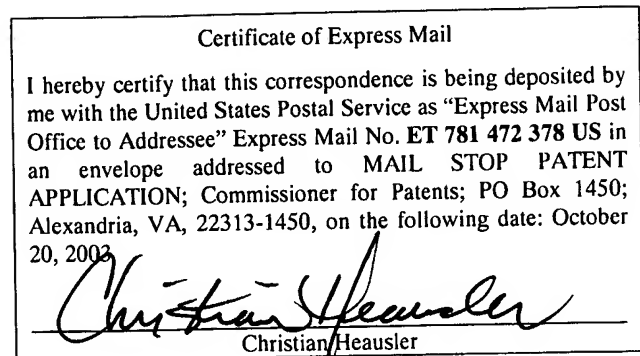 Certificate of Express Mail
I hereby certify that this correspondence is being deposited by
me with the United States Postal Service as “Express Mail Post
Office to Addressee” Express Mail No. ET 781 472 378 US in
an envelope addressed to MAIL STOP PATENT
APPLICATION; Commissioner for Patents; PO Box 1450;
Alexandria, VA, 22313-1450, on the following date: October
20, 2003
Christian Heausler
Christian Heausler